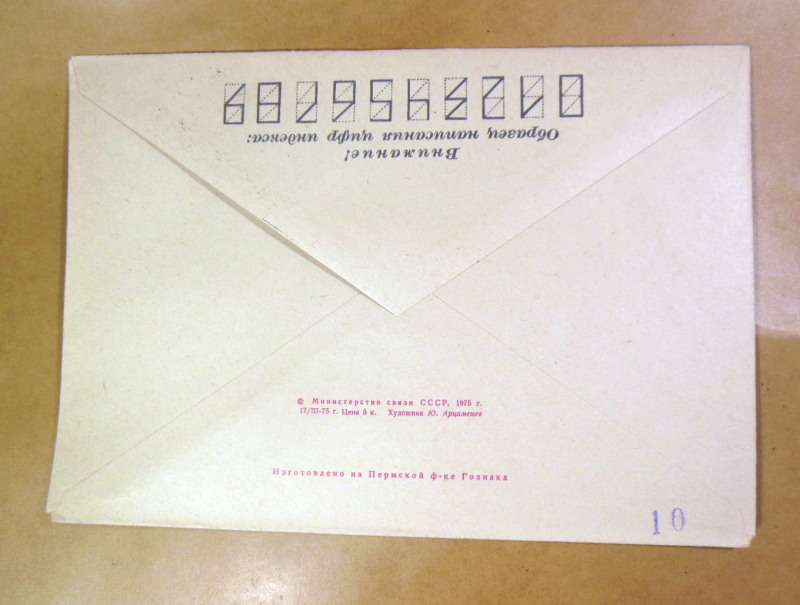 Внимание!
Образец написания цифр индекса:
0123456789
© Министерство связи СССР, 1975 г.
17/III-75 г. Цена 5 к. Художник Ю. Арцименев
Изготовлено на Пермской ф-ке Гознака
10